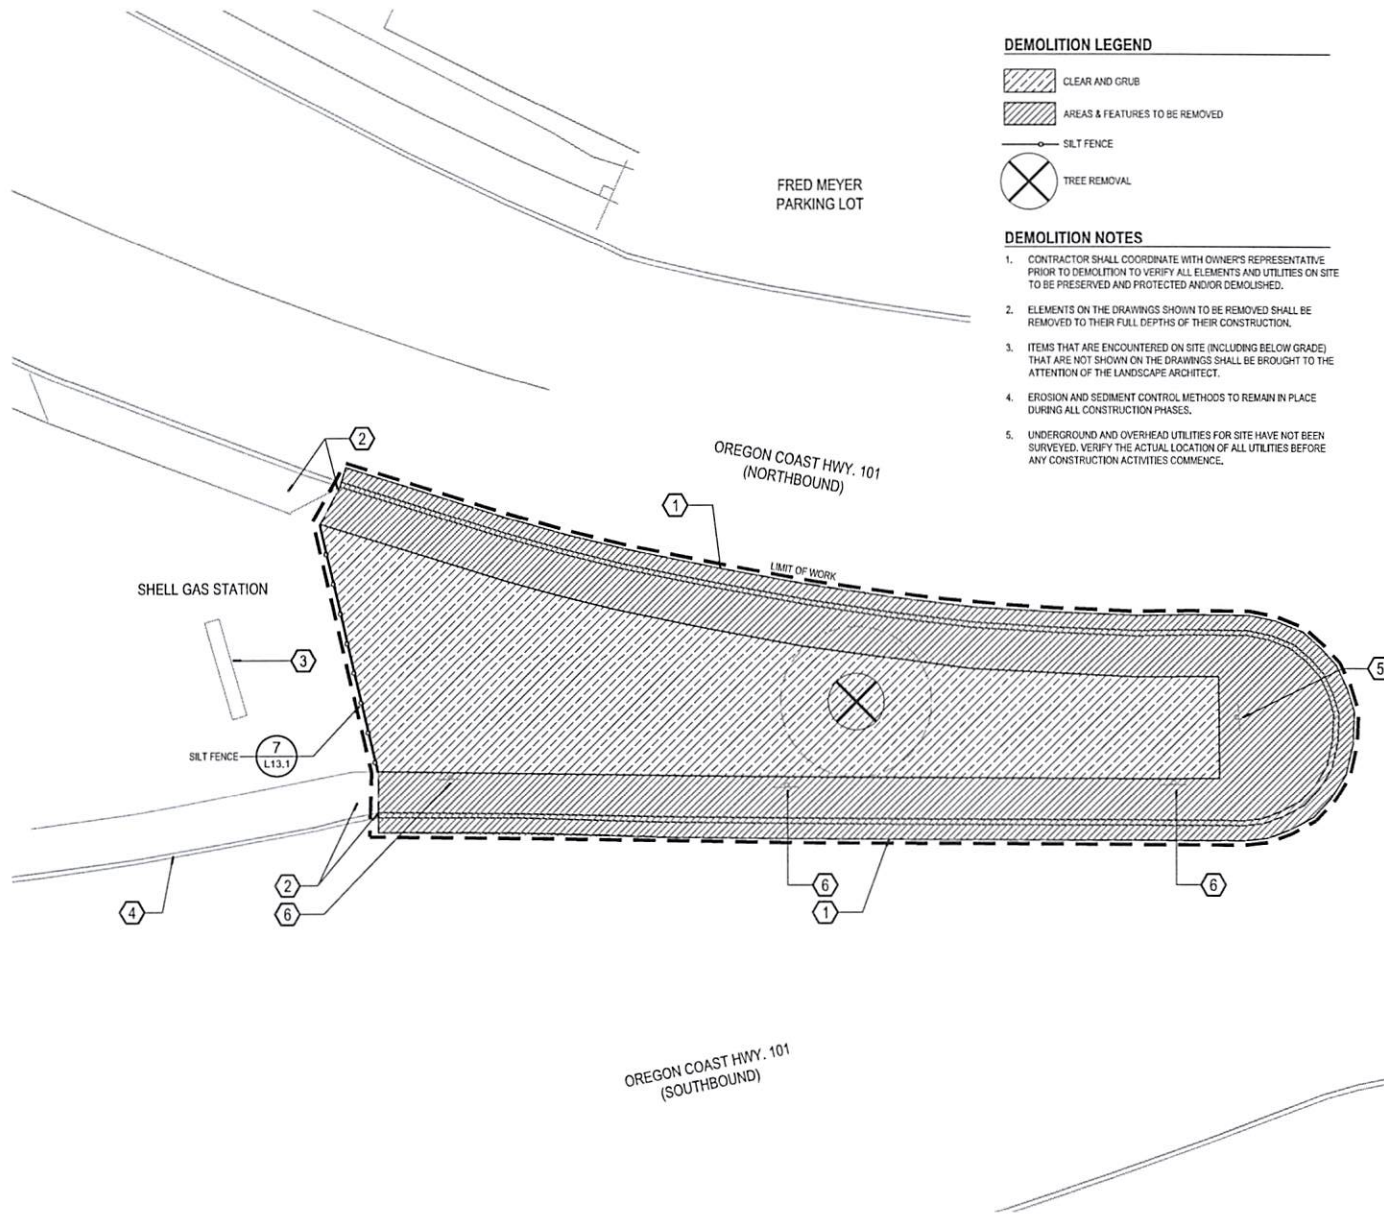 DEMOLITION LEGEND
CLEAR AND GRUB
AREAS & FEATURES TO BE REMOVED
SILT FENCE
TREE REMOVAL
FRED MEYER
PARKING LOT
DEMOLITION NOTES
1. CONTRACTOR SHALL COORDINATE WITH OWNER'S REPRESENTATIVE
PRIOR TO DEMOLITION TO VERIFY ALL ELEMENTS AND UTILITIES ON SITE
TO BE PRESERVED AND PROTECTED AND/OR DEMOLISHED.
2. ELEMENTS ON THE DRAWINGS SHOWN TO BE REMOVED SHALL BE
REMOVED TO THEIR FULL DEPTHS OF THEIR CONSTRUCTION.
3. ITEMS THAT ARE ENCOUNTERED ON SITE (INCLUDING BELOW GRADE)
THAT ARE NOT SHOWN ON THE DRAWINGS SHALL BE BROUGHT TO THE
ATTENTION OF THE LANDSCAPE ARCHITECT.
4. EROSION AND SEDIMENT CONTROL METHODS TO REMAIN IN PLACE
DURING ALL CONSTRUCTION PHASES.
5. UNDERGROUND AND OVERHEAD UTILITIES FOR SITE HAVE NOT BEEN
SURVEYED. VERIFY THE ACTUAL LOCATION OF ALL UTILITIES BEFORE
ANY CONSTRUCTION ACTIVITIES COMMENCE.
2
OREGON COAST HWY. 101
(NORTHBOUND)
1
LIMIT OF WORK
SHELL GAS STATION
3
5
SILT FENCE
7
L13.1
2
6
4
6
1
6
OREGON COAST HWY. 101
(SOUTHBOUND)